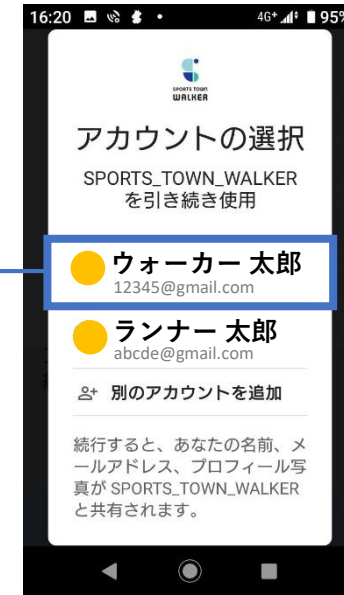 16:20 4G+ 95%
SPORTS TOWN
WALKER
アカウントの選択
SPORTS_TOWN_WALKER
を引き続き使用
ウォーカー 太郎
12345@gmail.com
ランナー 太郎
abcde@gmail.com
別のアカウントを追加
続行すると、あなたの名前、メ
ールアドレス、プロフィール写
真が SPORTS_TOWN_WALKER
と共有されます。